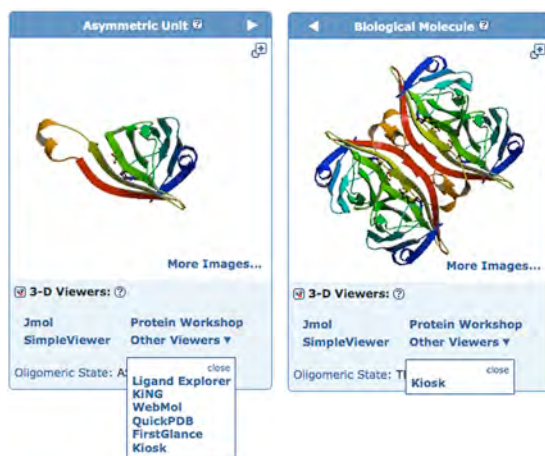 Asymmetric Unit ?
More Images...
3-D Viewers: ?
Jmol Protein Workshop
SimpleViewer Other Viewers ▼
close
Oligomeric State:
Ligand Explorer
KiNG
WebMol
QuickPDB
FirstGlance
Kiosk
Biological Molecule ?
More Images...
3-D Viewers: ?
Jmol Protein Workshop
SimpleViewer Other Viewers ▼
close
Oligomeric State:
Kiosk